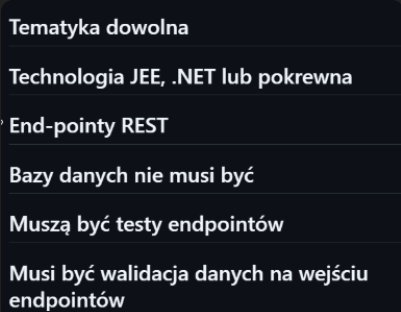 Tematyka dowolna
Technologia JEE, .NET lub pokrewna
End-pointy REST
Bazy danych nie musi być
Muszą być testy endpointów
Musi być walidacja danych na wejściu
endpointów